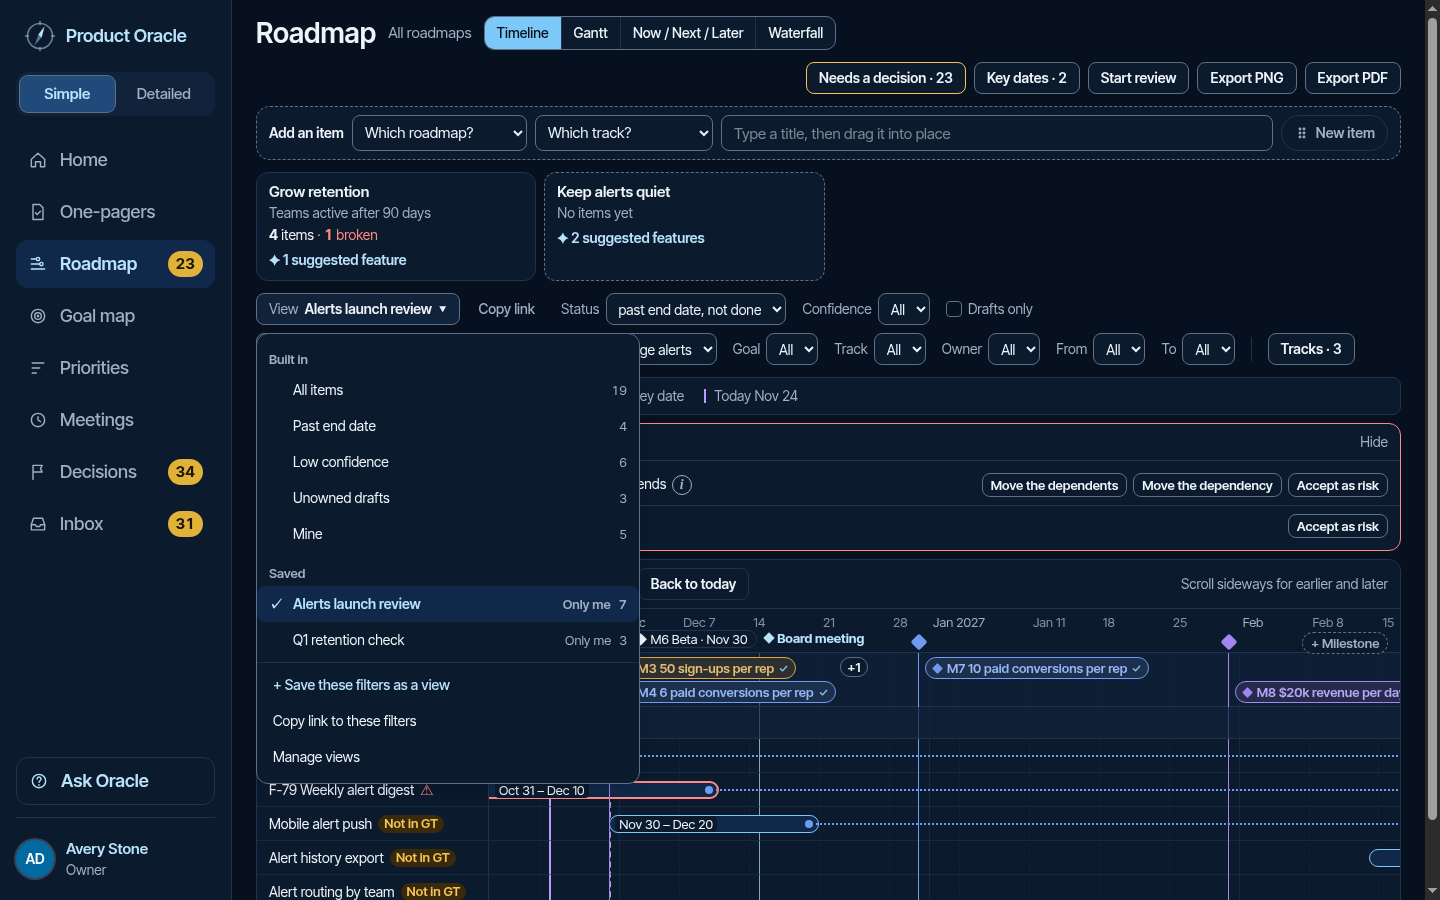 Product Oracle
Simple
Detailed
Home
One-pagers
Roadmap
23
Goal map
Priorities
Meetings
Decisions
34
Inbox
31
Ask Oracle
AD
Avery Stone
Owner
Roadmap
All roadmaps
Timeline
Gantt
Now / Next / Later
Waterfall
Needs a decision · 23
Key dates · 2
Start review
Export PNG
Export PDF
Add an item
Which roadmap?
Which track?
Type a title, then drag it into place
New item
Grow retention
Teams active after 90 days
4 items · 1 broken
✦ 1 suggested feature
Keep alerts quiet
No items yet
✦ 2 suggested features
View Alerts launch review ▾
Copy link
Status
past end date, not done
Confidence
All
Drafts only
ge alerts
Goal
All
Track
All
Owner
All
From
All
To
All
Tracks · 3
Built in
All items 19
Past end date 4
Low confidence 6
Unowned drafts 3
Mine 5
Saved
✓ Alerts launch review Only me 7
Q1 retention check Only me 3
+ Save these filters as a view
Copy link to these filters
Manage views
ey date
Today Nov 24
Hide
ends i
Move the dependents
Move the dependency
Accept as risk
Accept as risk
Back to today
Scroll sideways for earlier and later
c
Dec 7
14
21
28
Jan 2027
Jan 11
18
25
Feb
Feb 8
15
M6 Beta · Nov 30
Board meeting
+ Milestone
M3 50 sign-ups per rep ✓
+1
M7 10 paid conversions per rep ✓
M4 6 paid conversions per rep ✓
M8 $20k revenue per da
F-79 Weekly alert digest ⚠
Oct 31 – Dec 10
Mobile alert push Not in GT
Nov 30 – Dec 20
Alert history export Not in GT
Alert routing by team Not in GT